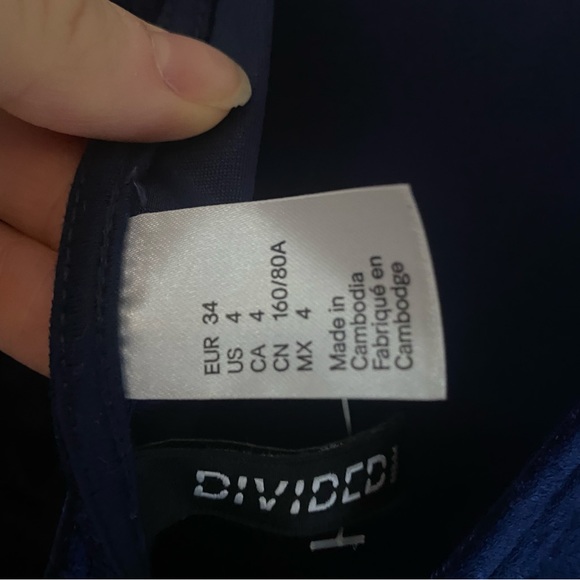 EUR 34
US 4
CA 4
CN 160/80A
MX 4
Made in
Cambodia
Fabriqué en
Cambodge
DIVIDED